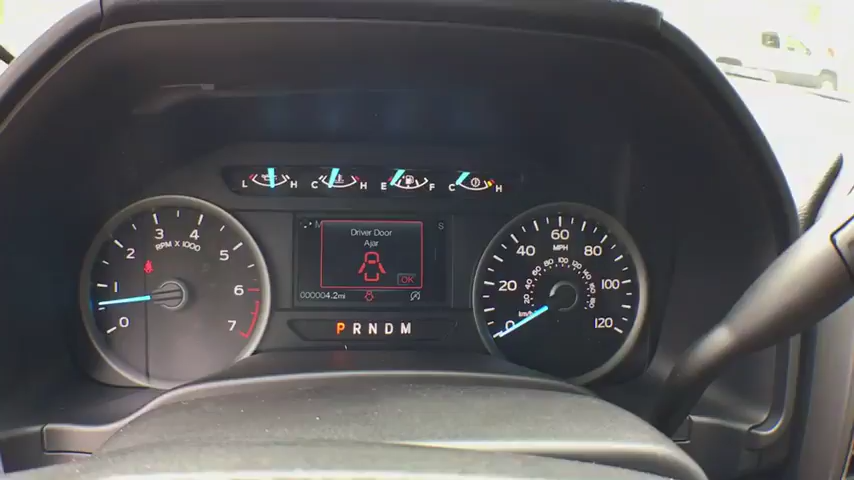 L H C H E F C H
0 1 2 3 4 5 6 7
RPM X 1000
M S
Driver Door
Ajar
OK
000004.2mi
P R N D M
0 20 40 60 80 100 120
MPH
km/h